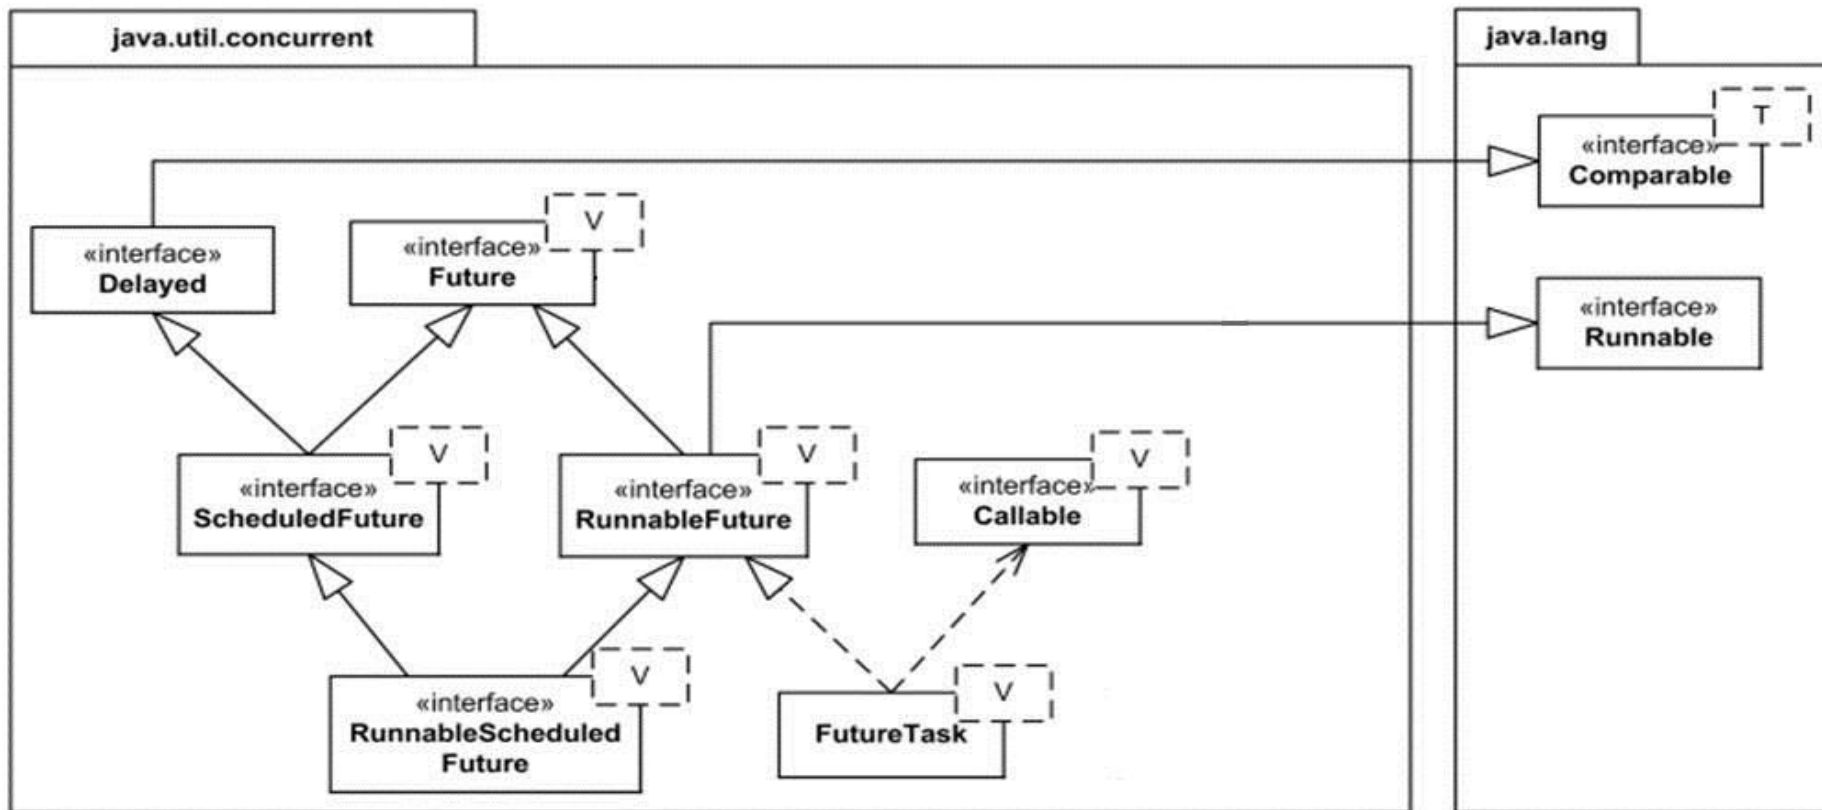 java.util.concurrent
java.lang
T
«interface»
Comparable
V
«interface»
Delayed
«interface»
Future
«interface»
Runnable
V
«interface»
ScheduledFuture
V
«interface»
RunnableFuture
V
«interface»
Callable
V
«interface»
RunnableScheduled
Future
V
FutureTask